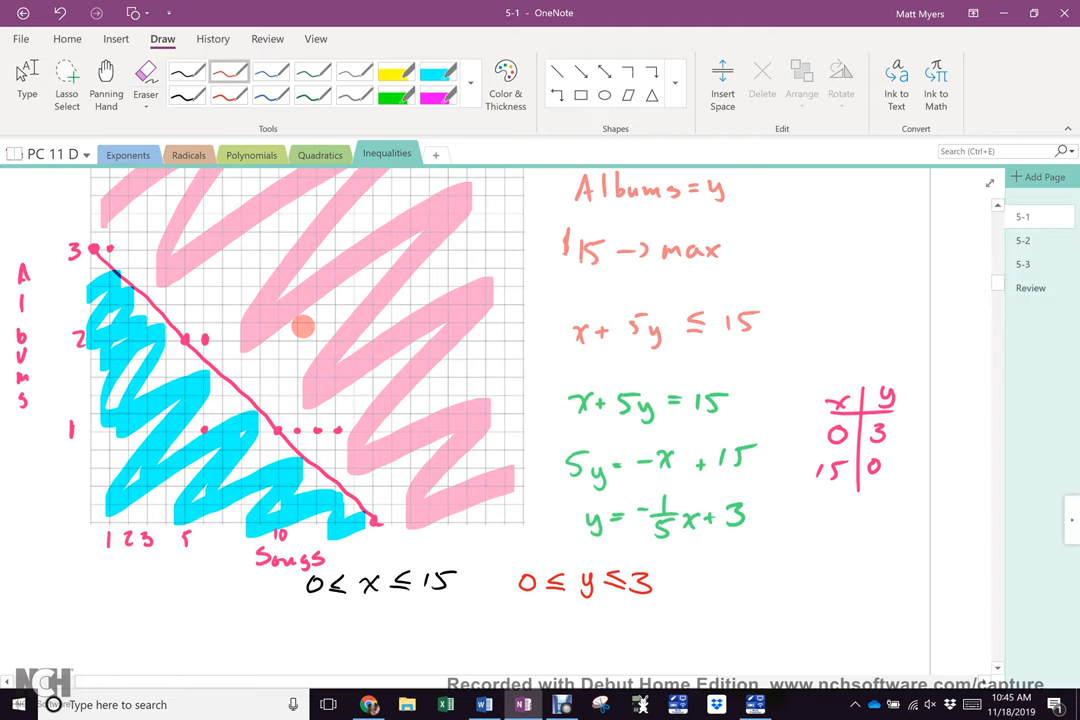 5-1 - OneNote
Matt Myers
File Home Insert Draw History Review View
Type
Lasso Select
Panning Hand
Eraser
Color & Thickness
Insert Space
Delete
Arrange
Rotate
Ink to Text
Ink to Math
Tools
Shapes
Edit
Convert
PC 11 D
Exponents Radicals Polynomials Quadratics Inequalities
Search (Ctrl+E)
Add Page
5-1
5-2
5-3
Review
Albums = y
$15 → max
x + 5y ≤ 15
x + 5y = 15
5y = -x + 15
y = -1/5 x + 3
x y
0 3
15 0
3
2
1
Albums
1 2 3 5 10
Songs
0 ≤ x ≤ 15 0 ≤ y ≤ 3
NCH
Recorded with Debut Home Edition www.nchsoftware.com/capture
Type here to search
10:45 AM
11/18/2019
1